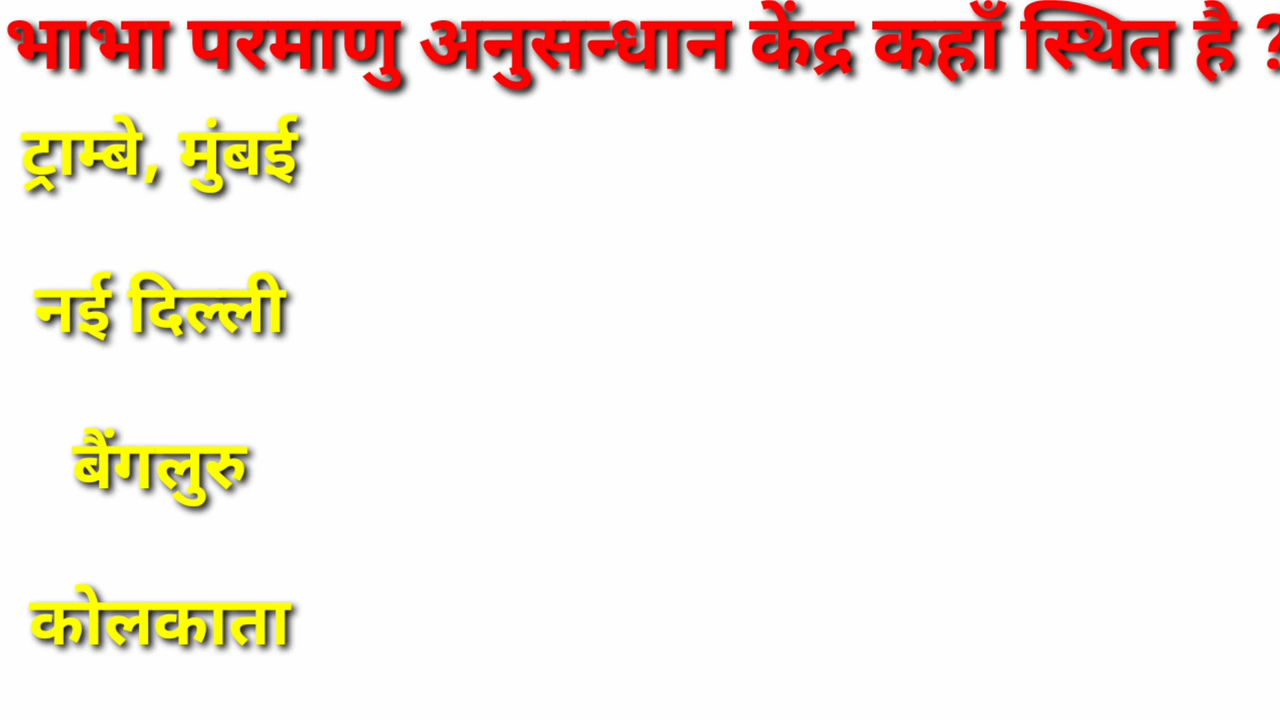 भाभा परमाणु अनुसन्धान केंद्र कहाँ स्थित है ?
ट्राम्बे, मुंबई
नई दिल्ली
बैंगलुरु
कोलकाता